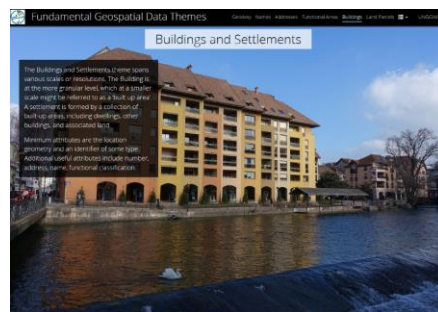 Fundamental Geospatial Data Themes
Geodesy Names Addresses Functional Areas Buildings Land Parcels
Buildings and Settlements
The Buildings and Settlements theme spans
various scales or resolutions. The Building is
at the more granular level, which at a smaller
scale might be referred to as a 'built up area'.
A settlement is formed by a collection of
built-up areas, including dwellings, other
buildings, and associated land.
Minimum attributes are the location
geometry and an identifier of some type.
Additional useful attributes include number,
address, name, functional classification.